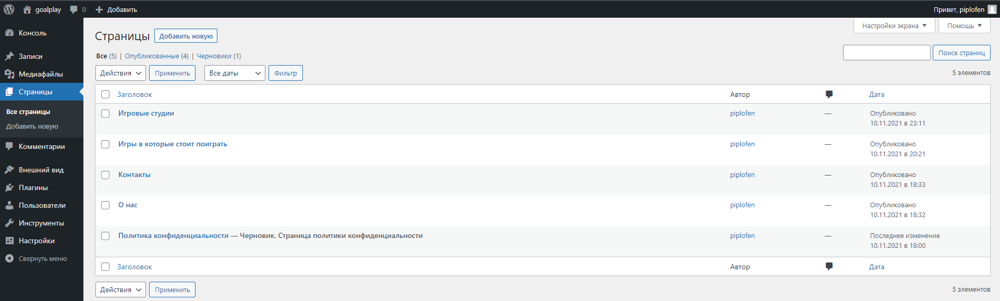 goalplay 0 Добавить Привет, piplofen
Консоль
Записи
Медиафайлы
Страницы
Все страницы
Добавить новую
Комментарии
Внешний вид
Плагины
Пользователи
Инструменты
Настройки
Свернуть меню
Настройки экрана Помощь
Страницы Добавить новую
Все (5) | Опубликованные (4) | Черновики (1)
Поиск страниц
Действия Применить Все даты Фильтр 5 элементов
Заголовок Автор Дата
Игровые студии piplofen — Опубликовано
10.11.2021 в 23:11
Игры в которые стоит поиграть piplofen — Опубликовано
10.11.2021 в 20:21
Контакты piplofen — Опубликовано
10.11.2021 в 18:33
О нас piplofen — Опубликовано
10.11.2021 в 18:32
Политика конфиденциальности — Черновик, Страница политики конфиденциальности piplofen — Последнее изменение
10.11.2021 в 18:00
Заголовок Автор Дата
Действия Применить 5 элементов